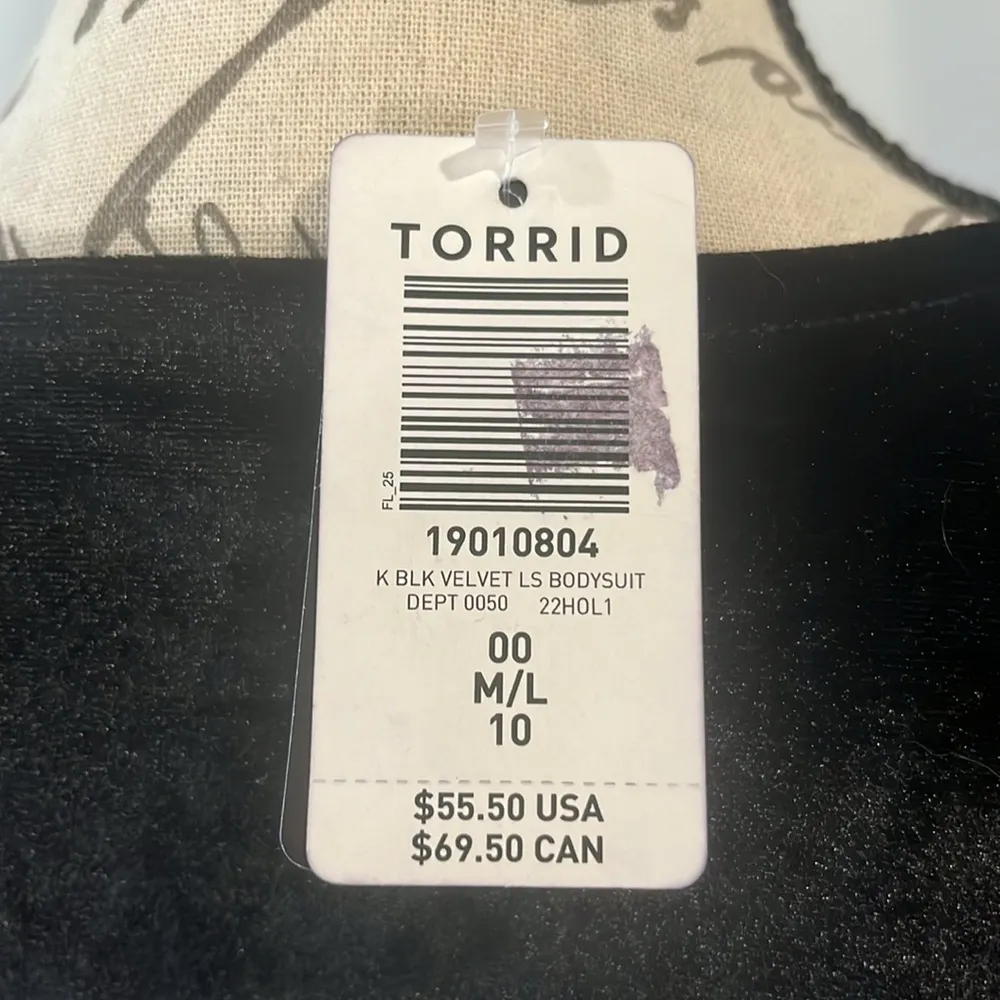 TORRID
FL_25
19010804
K BLK VELVET LS BODYSUIT
DEPT 0050 22HOL1
00
M/L
10
$55.50 USA
$69.50 CAN